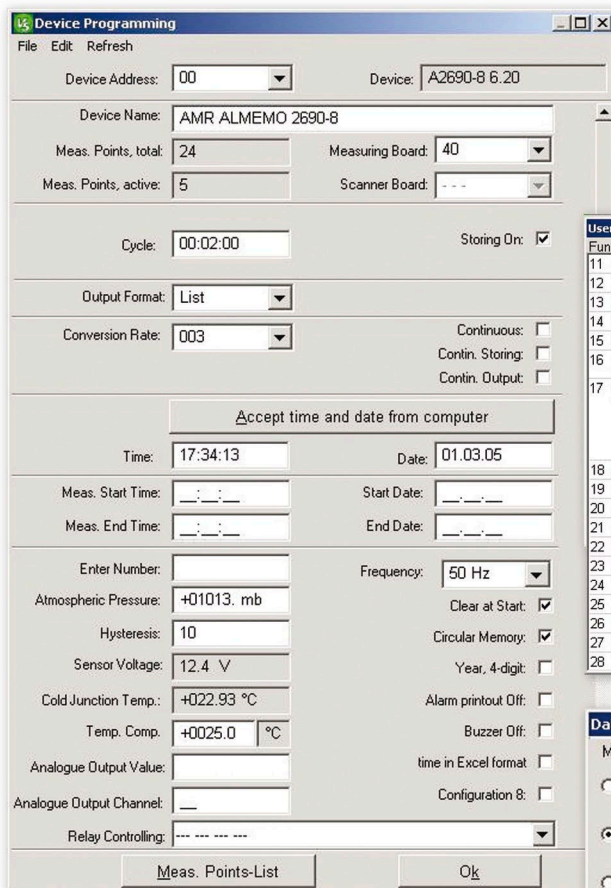 Device Programming
File Edit Refresh
Device Address: 00 Device: A2690-8 6.20
Device Name: AMR ALMEMO 2690-8
Meas. Points, total: 24 Measuring Board: 40
Meas. Points, active: 5 Scanner Board: - - -
Cycle: 00:02:00 Storing On:
Output Format: List
Conversion Rate: 003 Continuous:
Contin. Storing:
Contin. Output:
Accept time and date from computer
Time: 17:34:13 Date: 01.03.05
Meas. Start Time: __:__:__ Start Date: __.__.__
Meas. End Time: __:__:__ End Date: __.__.__
Enter Number: Frequency: 50 Hz
Atmospheric Pressure: +01013. mb Clear at Start:
Hysteresis: 10 Circular Memory:
Sensor Voltage: 12.4 V Year, 4-digit:
Cold Junction Temp.: +022.93 °C Alarm printout Off:
Temp. Comp. +0025.0 °C Buzzer Off:
Analogue Output Value: time in Excel format
Analogue Output Channel: __ Configuration 8:
Relay Controlling: --- --- --- ---
Meas. Points-List Ok
User
Fun
11
12
13
14
15
16
17
18
19
20
21
22
23
24
25
26
27
28
Da
M